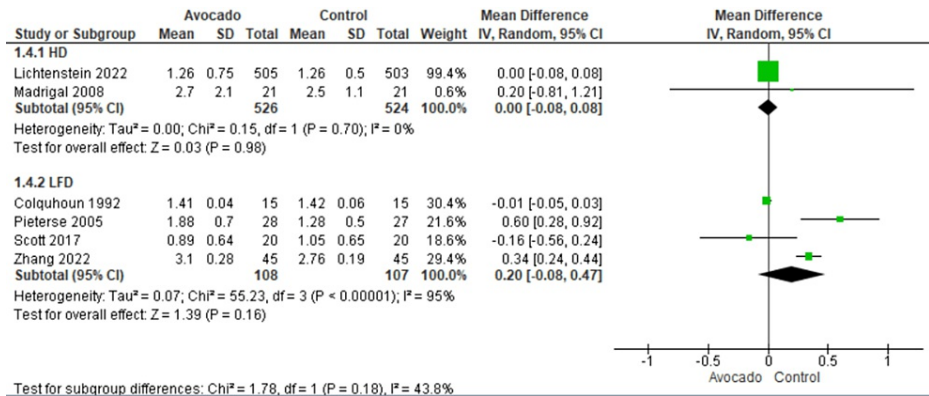 Avocado Control Mean Difference Mean Difference
Study or Subgroup Mean SD Total Mean SD Total Weight IV, Random, 95% CI IV, Random, 95% CI
1.4.1 HD
Lichtenstein 2022 1.26 0.75 505 1.26 0.5 503 99.4% 0.00 [-0.08, 0.08]
Madrigal 2008 2.7 2.1 21 2.5 1.1 21 0.6% 0.20 [-0.81, 1.21]
Subtotal (95% CI) 526 524 100.0% 0.00 [-0.08, 0.08]
Heterogeneity: Tau² = 0.00; Chi² = 0.15, df = 1 (P = 0.70); I² = 0%
Test for overall effect: Z = 0.03 (P = 0.98)
1.4.2 LFD
Colquhoun 1992 1.41 0.04 15 1.42 0.06 15 30.4% -0.01 [-0.05, 0.03]
Pieterse 2005 1.88 0.7 28 1.28 0.5 27 21.6% 0.60 [0.28, 0.92]
Scott 2017 0.89 0.64 20 1.05 0.65 20 18.6% -0.16 [-0.56, 0.24]
Zhang 2022 3.1 0.28 45 2.76 0.19 45 29.4% 0.34 [0.24, 0.44]
Subtotal (95% CI) 108 107 100.0% 0.20 [-0.08, 0.47]
Heterogeneity: Tau² = 0.07; Chi² = 55.23, df = 3 (P < 0.00001); I² = 95%
Test for overall effect: Z = 1.39 (P = 0.16)
-1 -0.5 0 0.5 1
Avocado Control
Test for subgroup differences: Chi² = 1.78, df = 1 (P = 0.18), I² = 43.8%